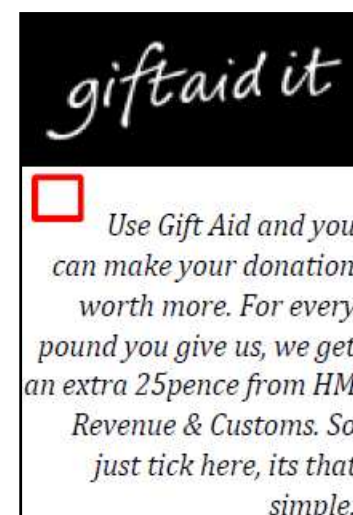 giftaid it
Use Gift Aid and you
can make your donation
worth more. For every
pound you give us, we get
an extra 25pence from HM
Revenue & Customs. So
just tick here, its that
simple.